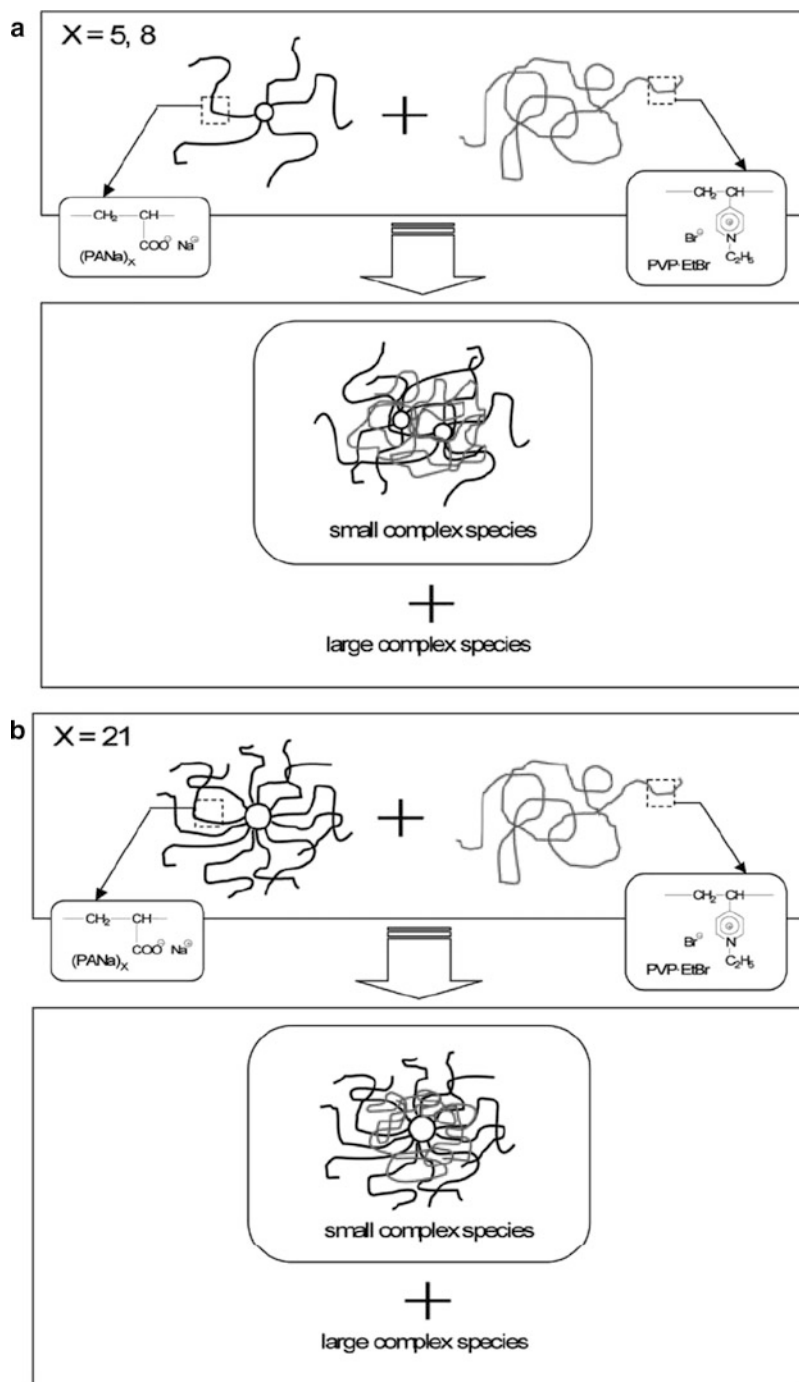 a
X = 5, 8
+
CH₂ CH
COO⊖ Na⊕
(PANa)ₓ
CH₂ CH
⊕
Br⊖ N
C₂H₅
PVP·EtBr
small complex species
+
large complex species
b
X = 21
+
CH₂ CH
COO⊖ Na⊕
(PANa)ₓ
CH₂ CH
⊕
Br⊖ N
C₂H₅
PVP·EtBr
small complex species
+
large complex species